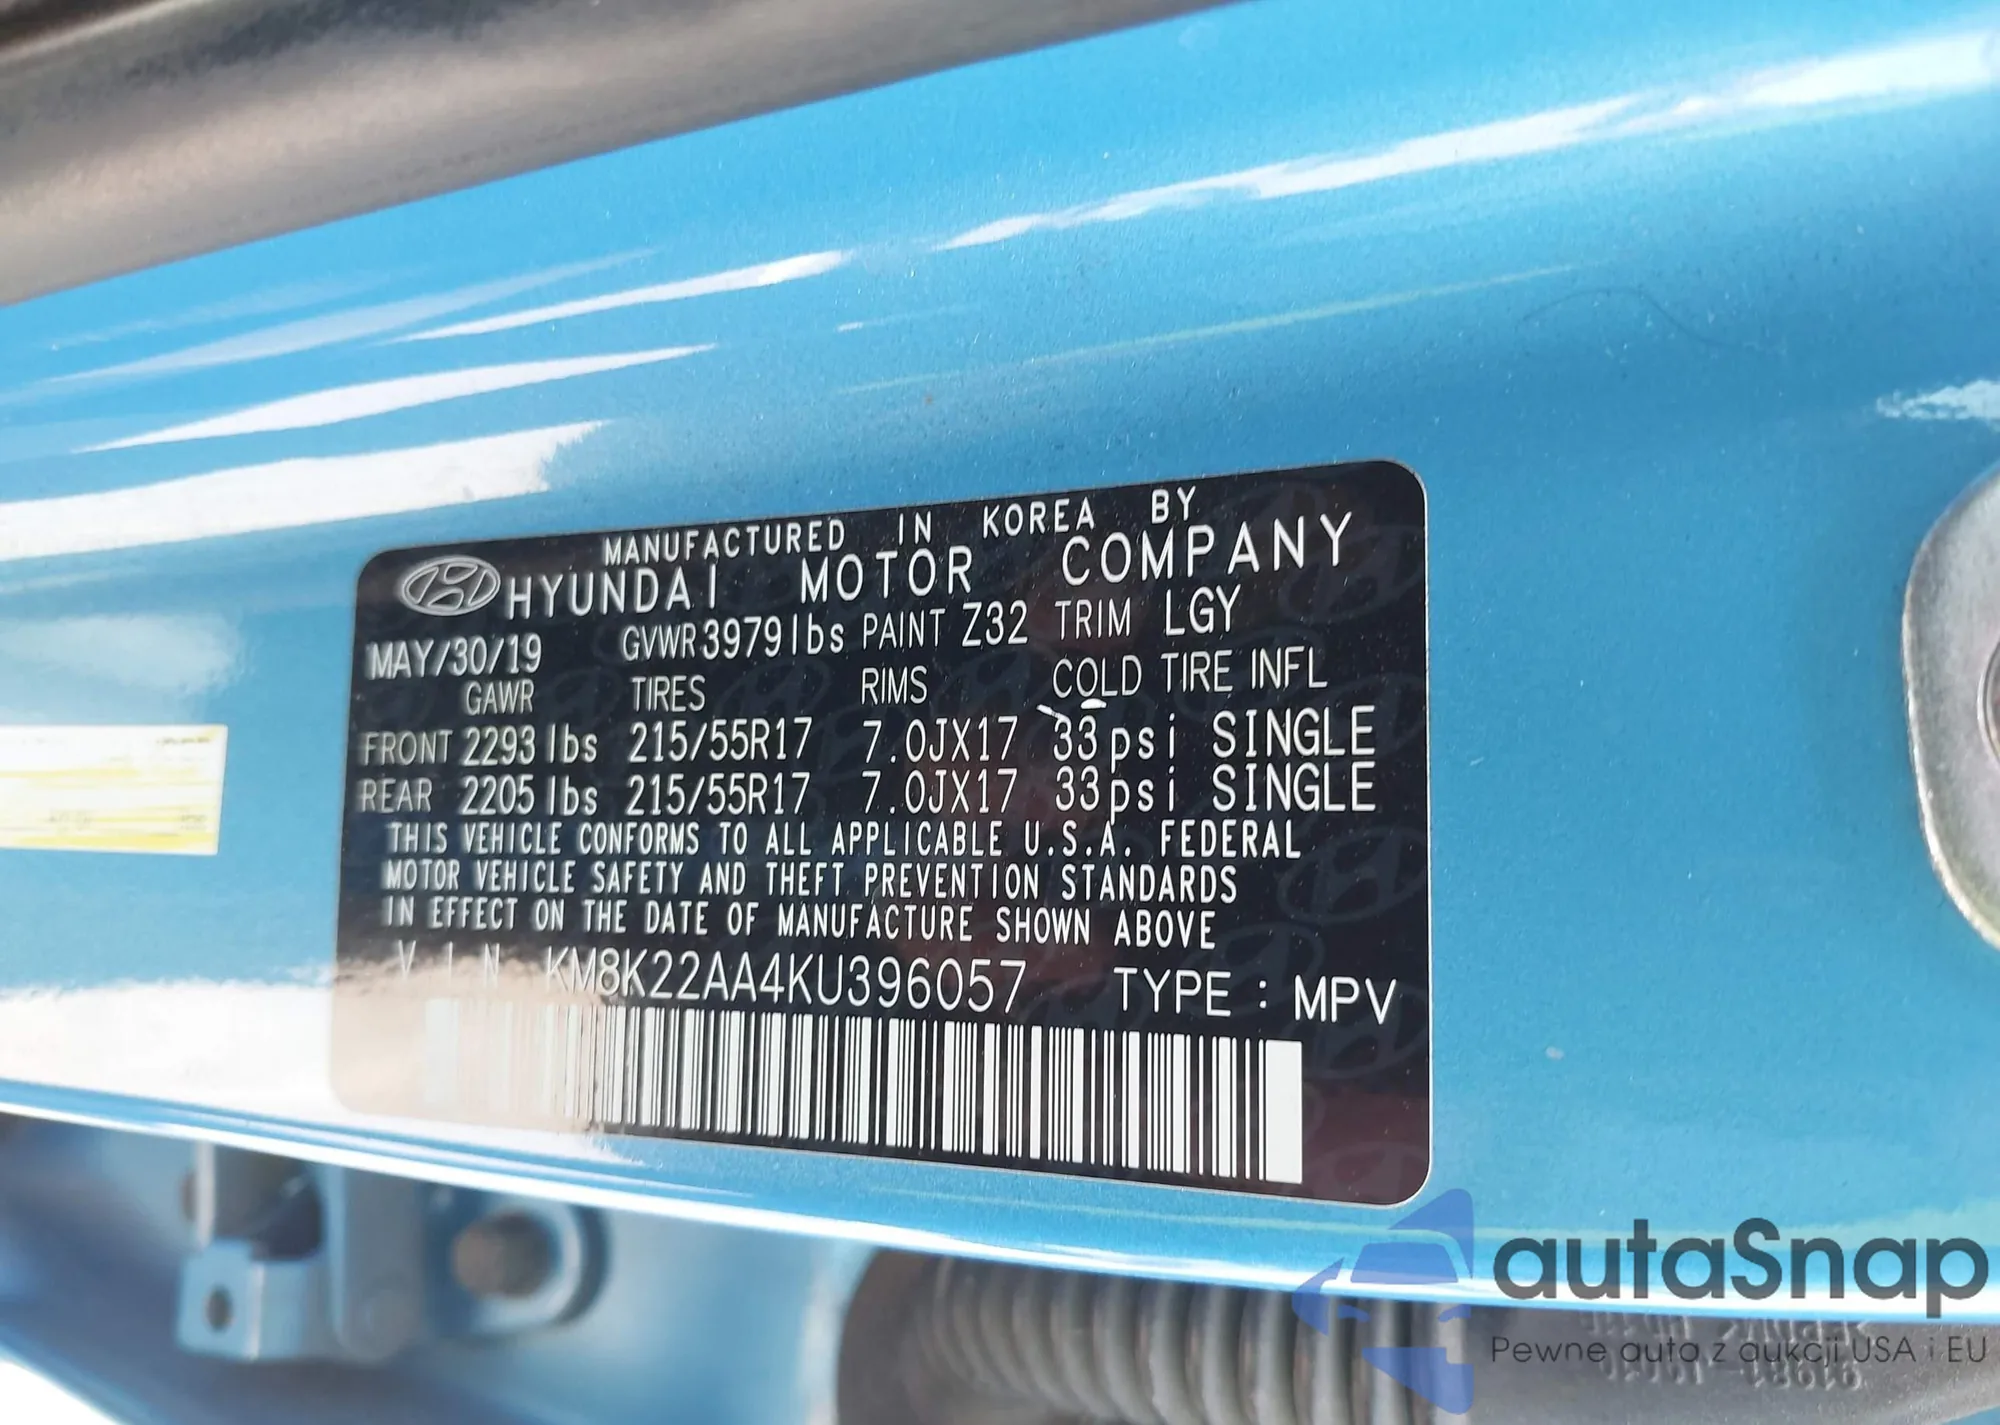 MANUFACTURED IN KOREA BY
HYUNDAI MOTOR COMPANY
MAY/30/19 GVWR 3979lbs PAINT Z32 TRIM LGY
GAWR TIRES RIMS COLD TIRE INFL
FRONT 2293 lbs 215/55R17 7.0JX17 33psi SINGLE
REAR 2205 lbs 215/55R17 7.0JX17 33psi SINGLE
THIS VEHICLE CONFORMS TO ALL APPLICABLE U.S.A. FEDERAL
MOTOR VEHICLE SAFETY AND THEFT PREVENTION STANDARDS
IN EFFECT ON THE DATE OF MANUFACTURE SHOWN ABOVE
VIN KM8K22AA4KU396057 TYPE : MPV
autaSnap
Pewne auta z aukcji USA i EU